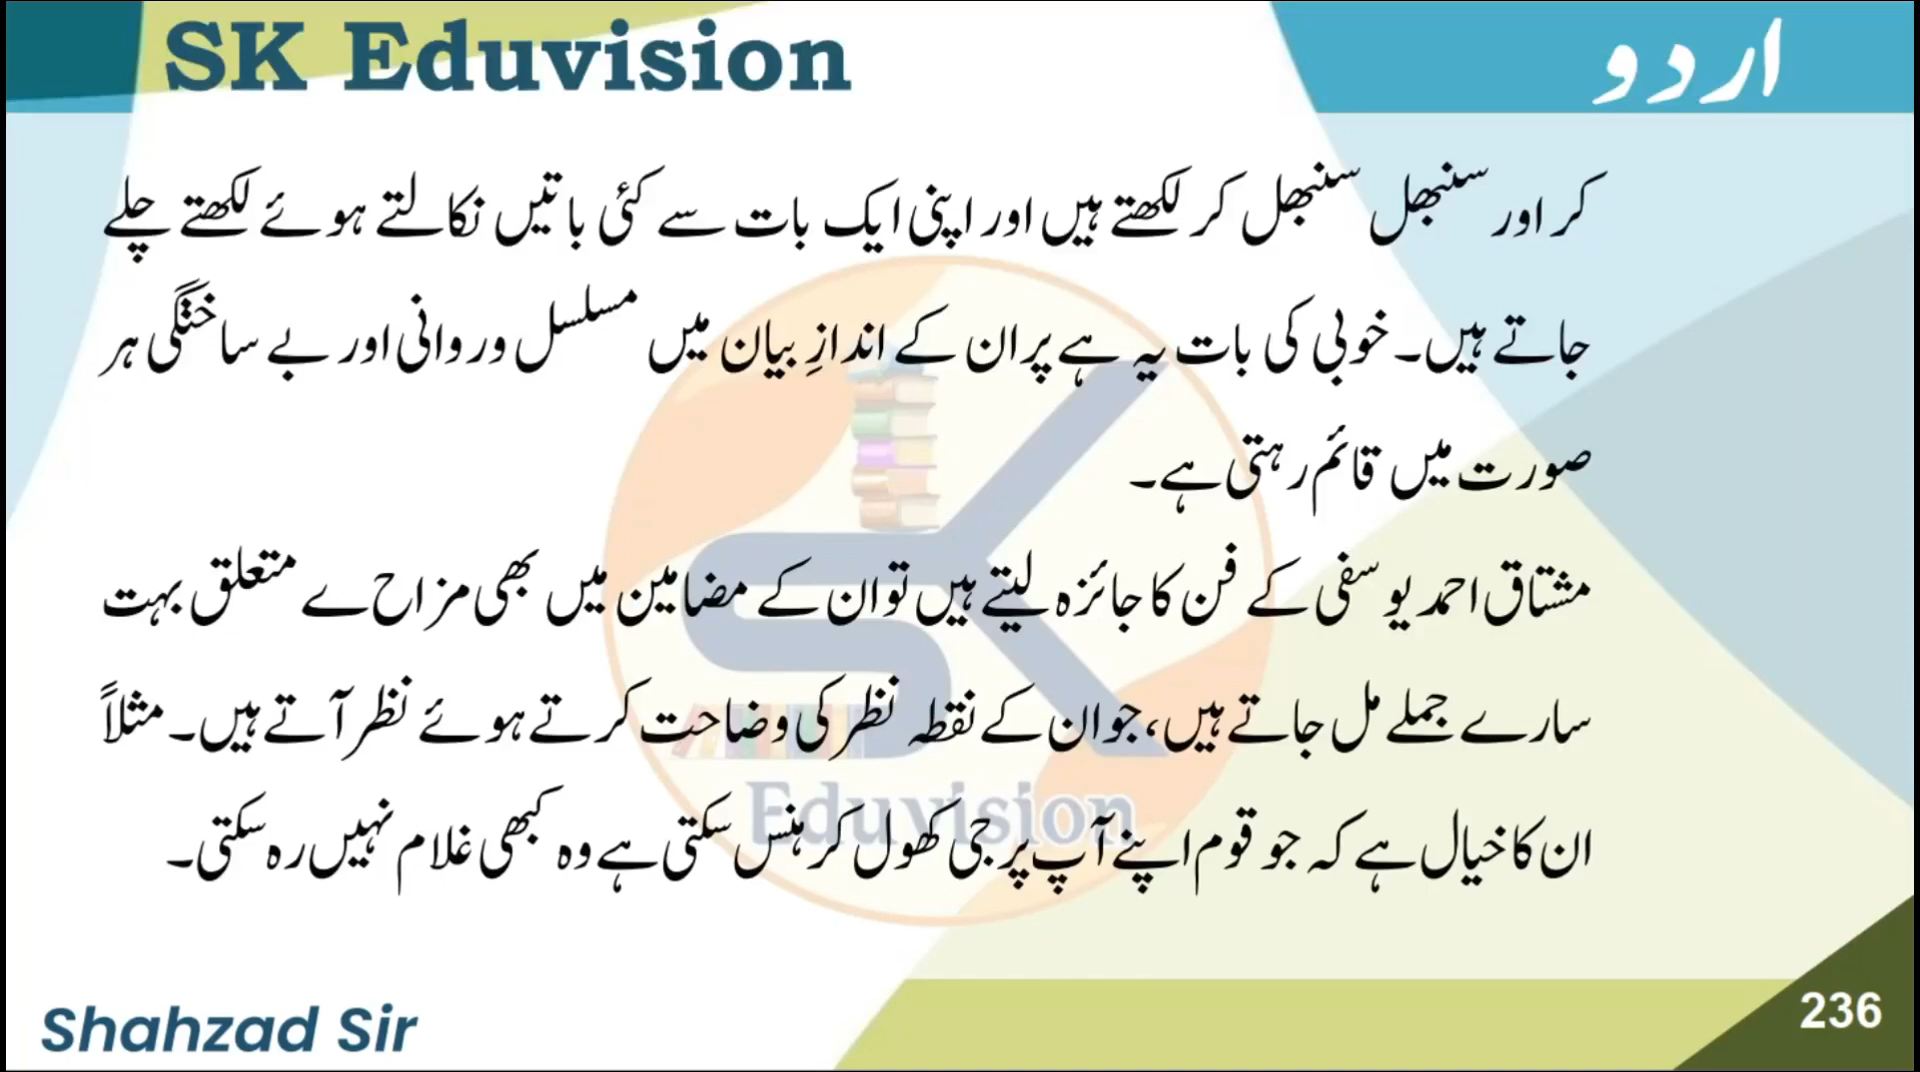 SK Eduvision
اردو
کر اور سنبھل سنبھل کر لکھتے ہیں اور اپنی ایک بات سے کئی باتیں نکالتے ہوئے لکھتے چلے
جاتے ہیں۔ خوبی کی بات یہ ہے پر ان کے اندازِ بیان میں مسلسل و روانی اور بے ساختگی ہر
صورت میں قائم رہتی ہے۔
مشتاق احمد یوسفی کے فن کا جائزہ لیتے ہیں تو ان کے مضامین میں بھی مزاح ے متعلق بہت
سارے جملے مل جاتے ہیں، جو ان کے نقطہ نظر کی وضاحت کرتے ہوئے نظر آتے ہیں۔ مثلاً
ان کا خیال ہے کہ جو قوم اپنے آپ پر جی کھول کر ہنس سکتی ہے وہ کبھی غلام نہیں رہ سکتی۔
SK
Eduvision
Shahzad Sir
236